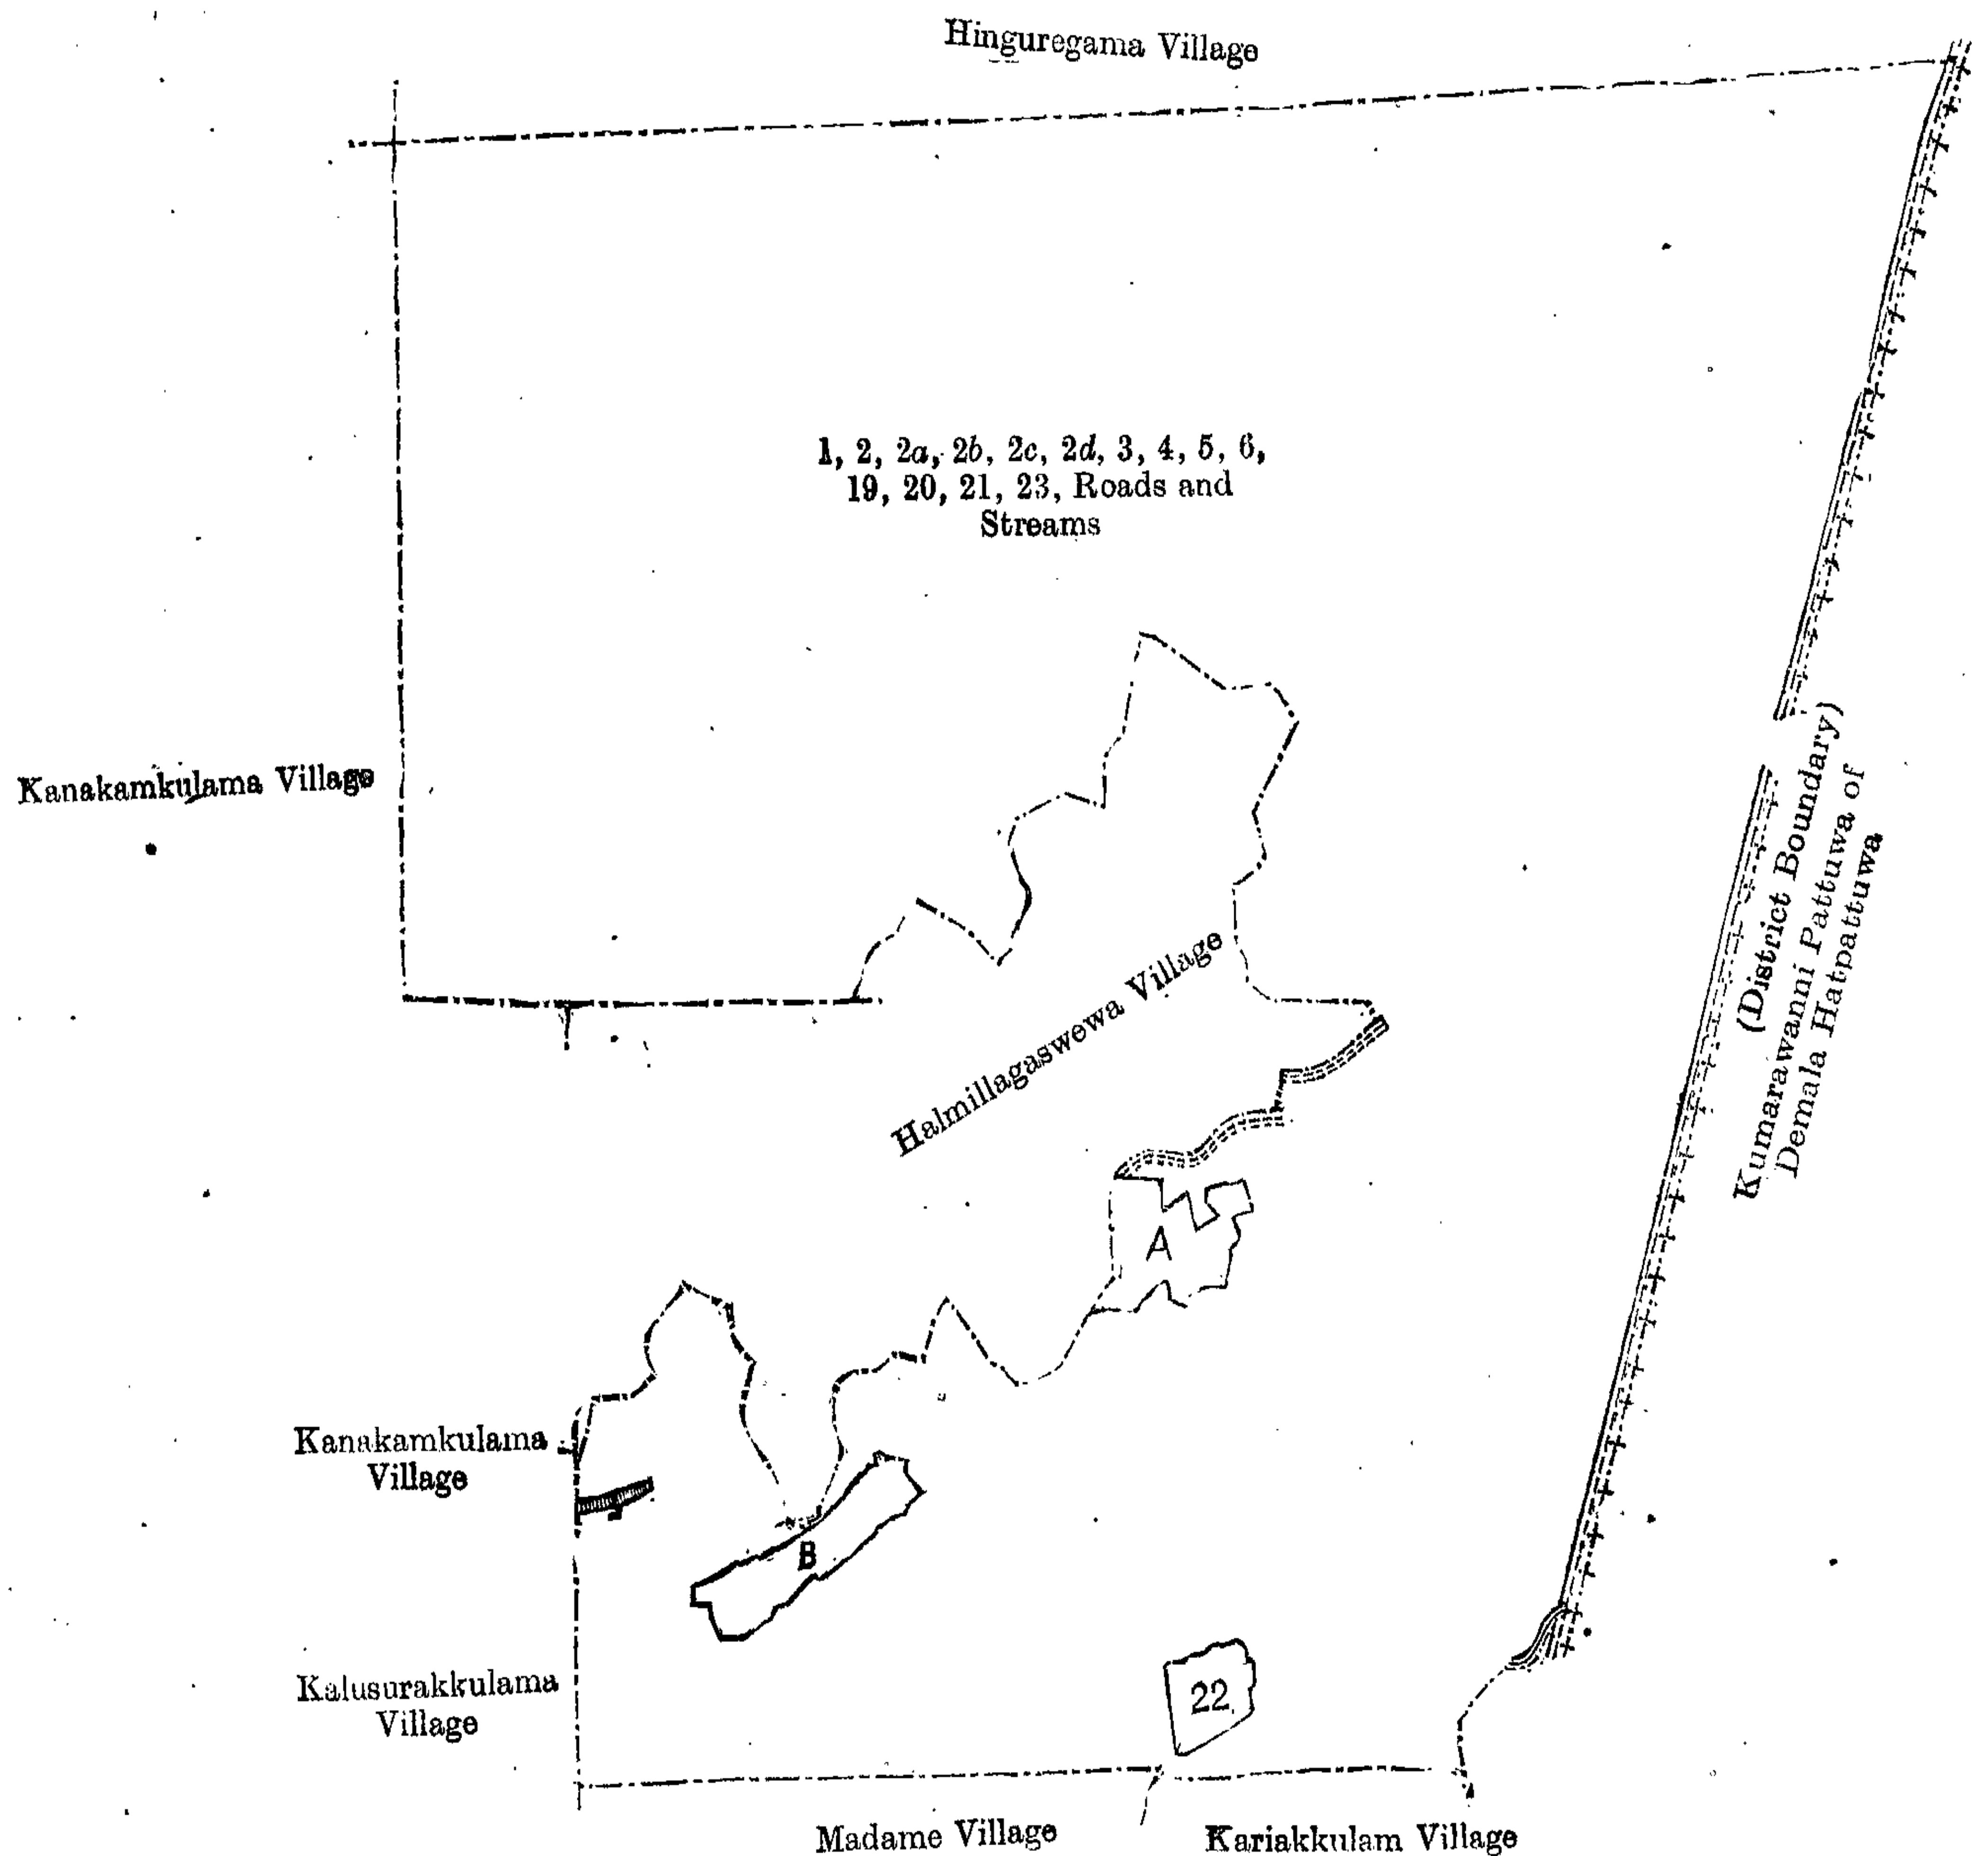 Hinguregama Village
1, 2, 2a, 2b, 2c, 2d, 3, 4, 5, 6,
19, 20, 21, 23, Roads and
Streams
Kanakamkulama Village
(District Boundary)
Kumarawanni Pattuwa of
Demala Hatpattuwa
Halmillagaswewa Village
A
Kanakamkulama
Village
B
Kalusurakkulama
Village
22
Madame Village
Kariakkulam Village